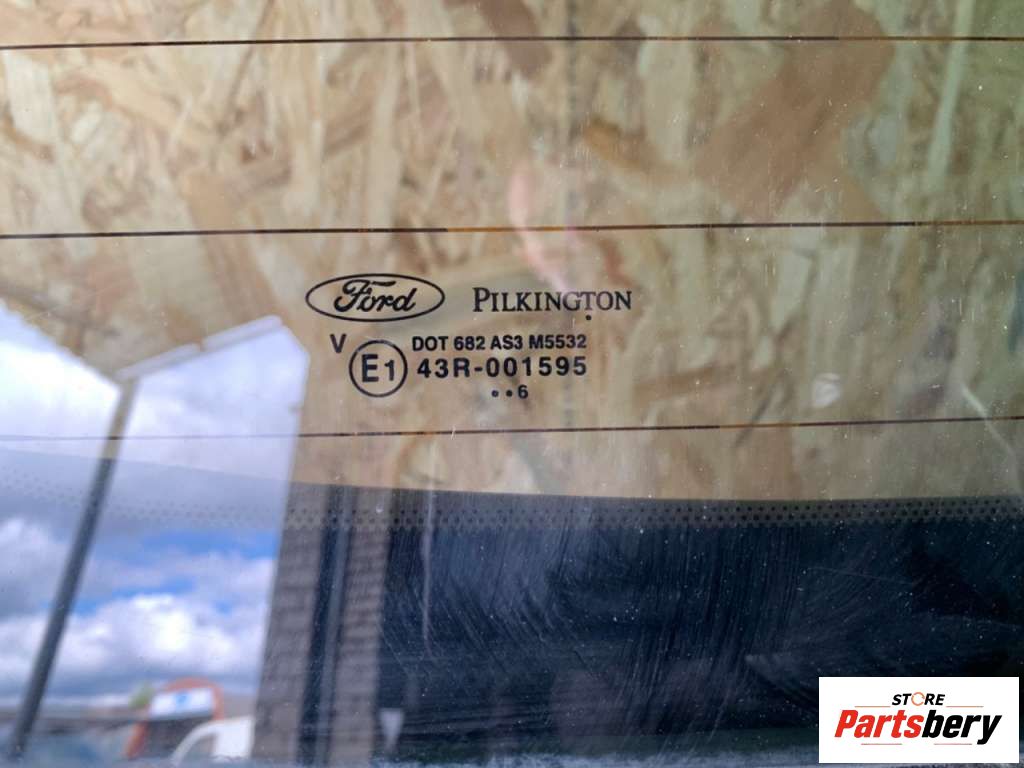 Ford PILKINGTON
V
DOT 682 AS3 M5532
E1 43R-001595
..6
STORE
Partsbery